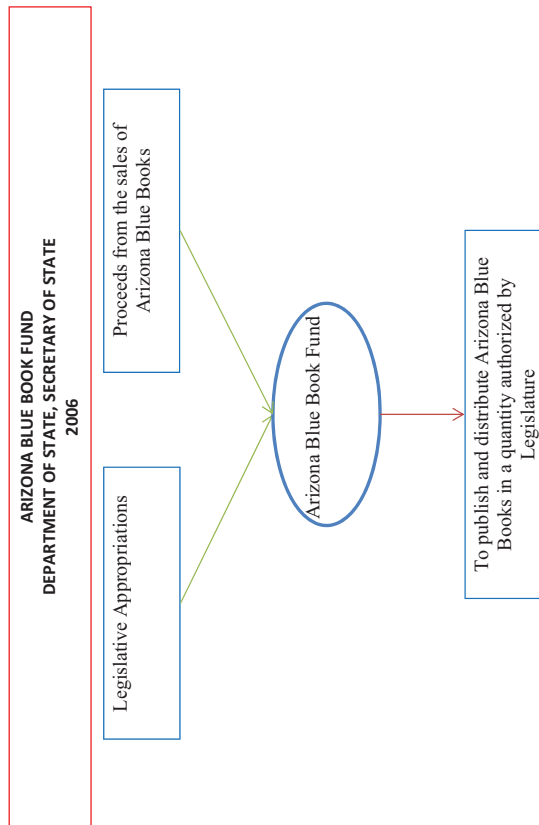 ARIZONA BLUE BOOK FUND
DEPARTMENT OF STATE, SECRETARY OF STATE
2006
Legislative Appropriations
Proceeds from the sales of
Arizona Blue Books
Arizona Blue Book Fund
To publish and distribute Arizona Blue
Books in a quantity authorized by
Legislature